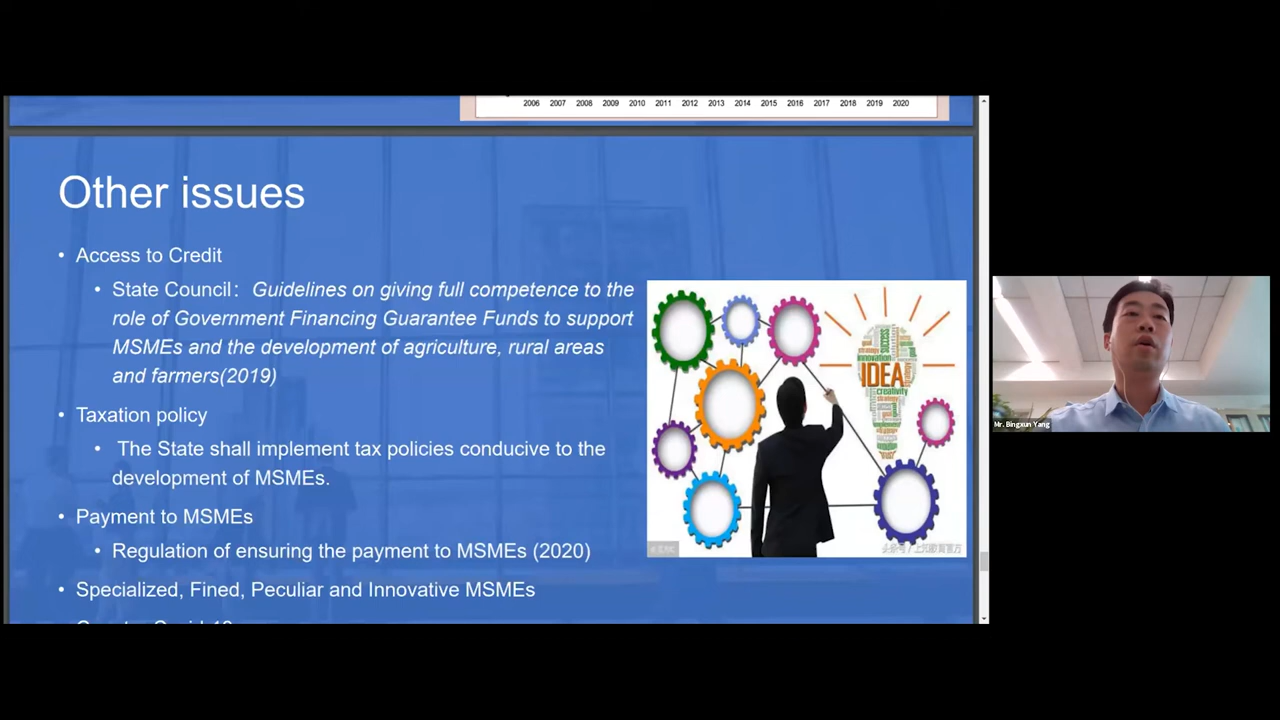 2006 2007 2008 2009 2010 2011 2012 2013 2014 2015 2016 2017 2018 2019 2020
Other issues
• Access to Credit
• State Council： Guidelines on giving full competence to the
role of Government Financing Guarantee Funds to support
MSMEs and the development of agriculture, rural areas
and farmers(2019)
• Taxation policy
• The State shall implement tax policies conducive to the
development of MSMEs.
• Payment to MSMEs
• Regulation of ensuring the payment to MSMEs (2020)
• Specialized, Fined, Peculiar and Innovative MSMEs
SUCCESS
innovation
IDEA
creativity
strategy
Mr. Bingxun Yang